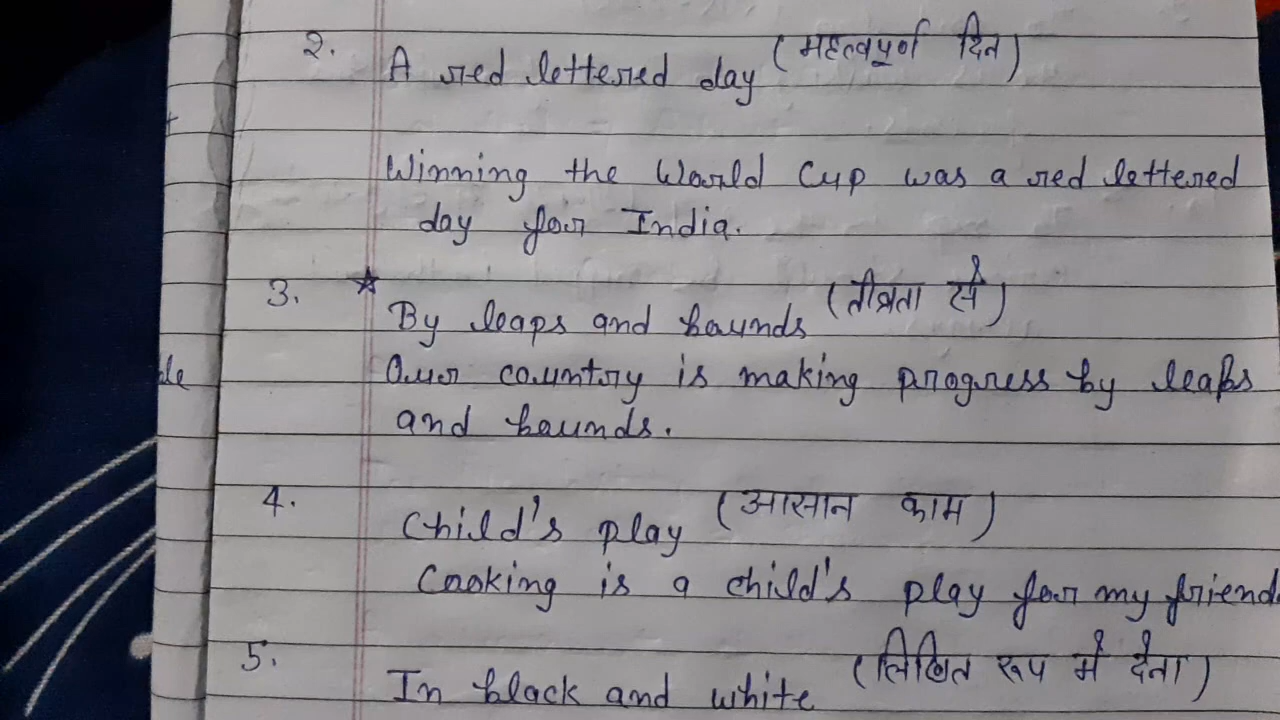 2. A red lettered day (महत्वपूर्ण दिन)
Winning the World Cup was a red lettered
day for India.
3. ☆ By leaps and bounds (तीव्रता से)
Our country is making progress by leaps
and bounds.
4. Child's play (आसान काम)
Cooking is a child's play for my friend
5. In black and white (लिखित रूप में देना)